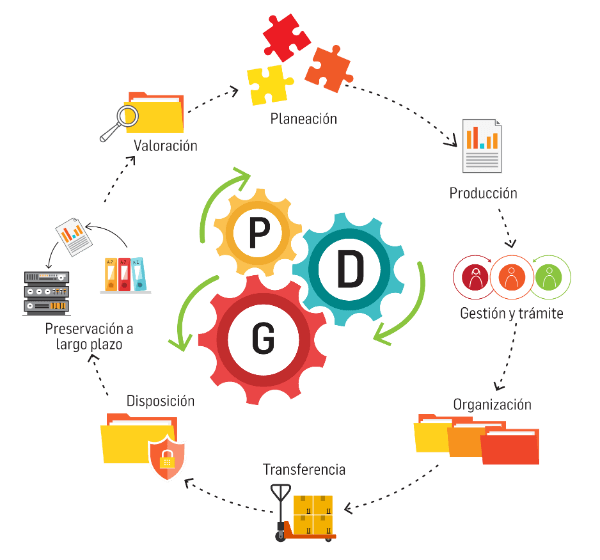 Planeación
Producción
Gestión y trámite
Organización
Transferencia
Disposición
Preservación a
largo plazo
Valoración
P
D
G